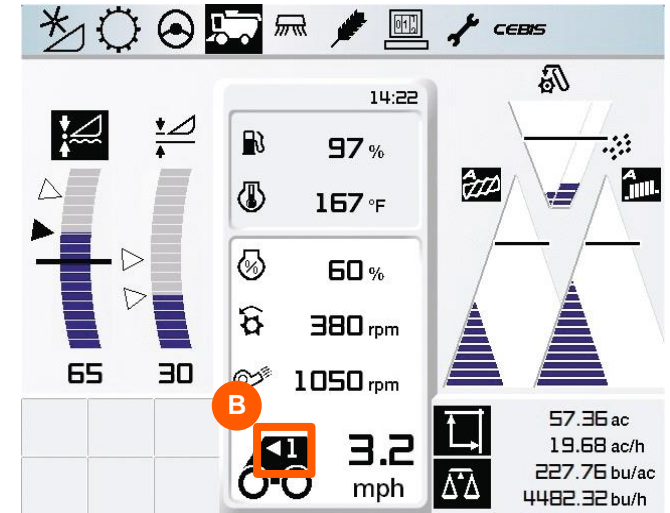 CEBIS
14:22
97 %
167 °F
60 %
380 rpm
1050 rpm
65
30
B
◄1
3.2
mph
A
A
57.36 ac
19.68 ac/h
227.76 bu/ac
4482.32 bu/h